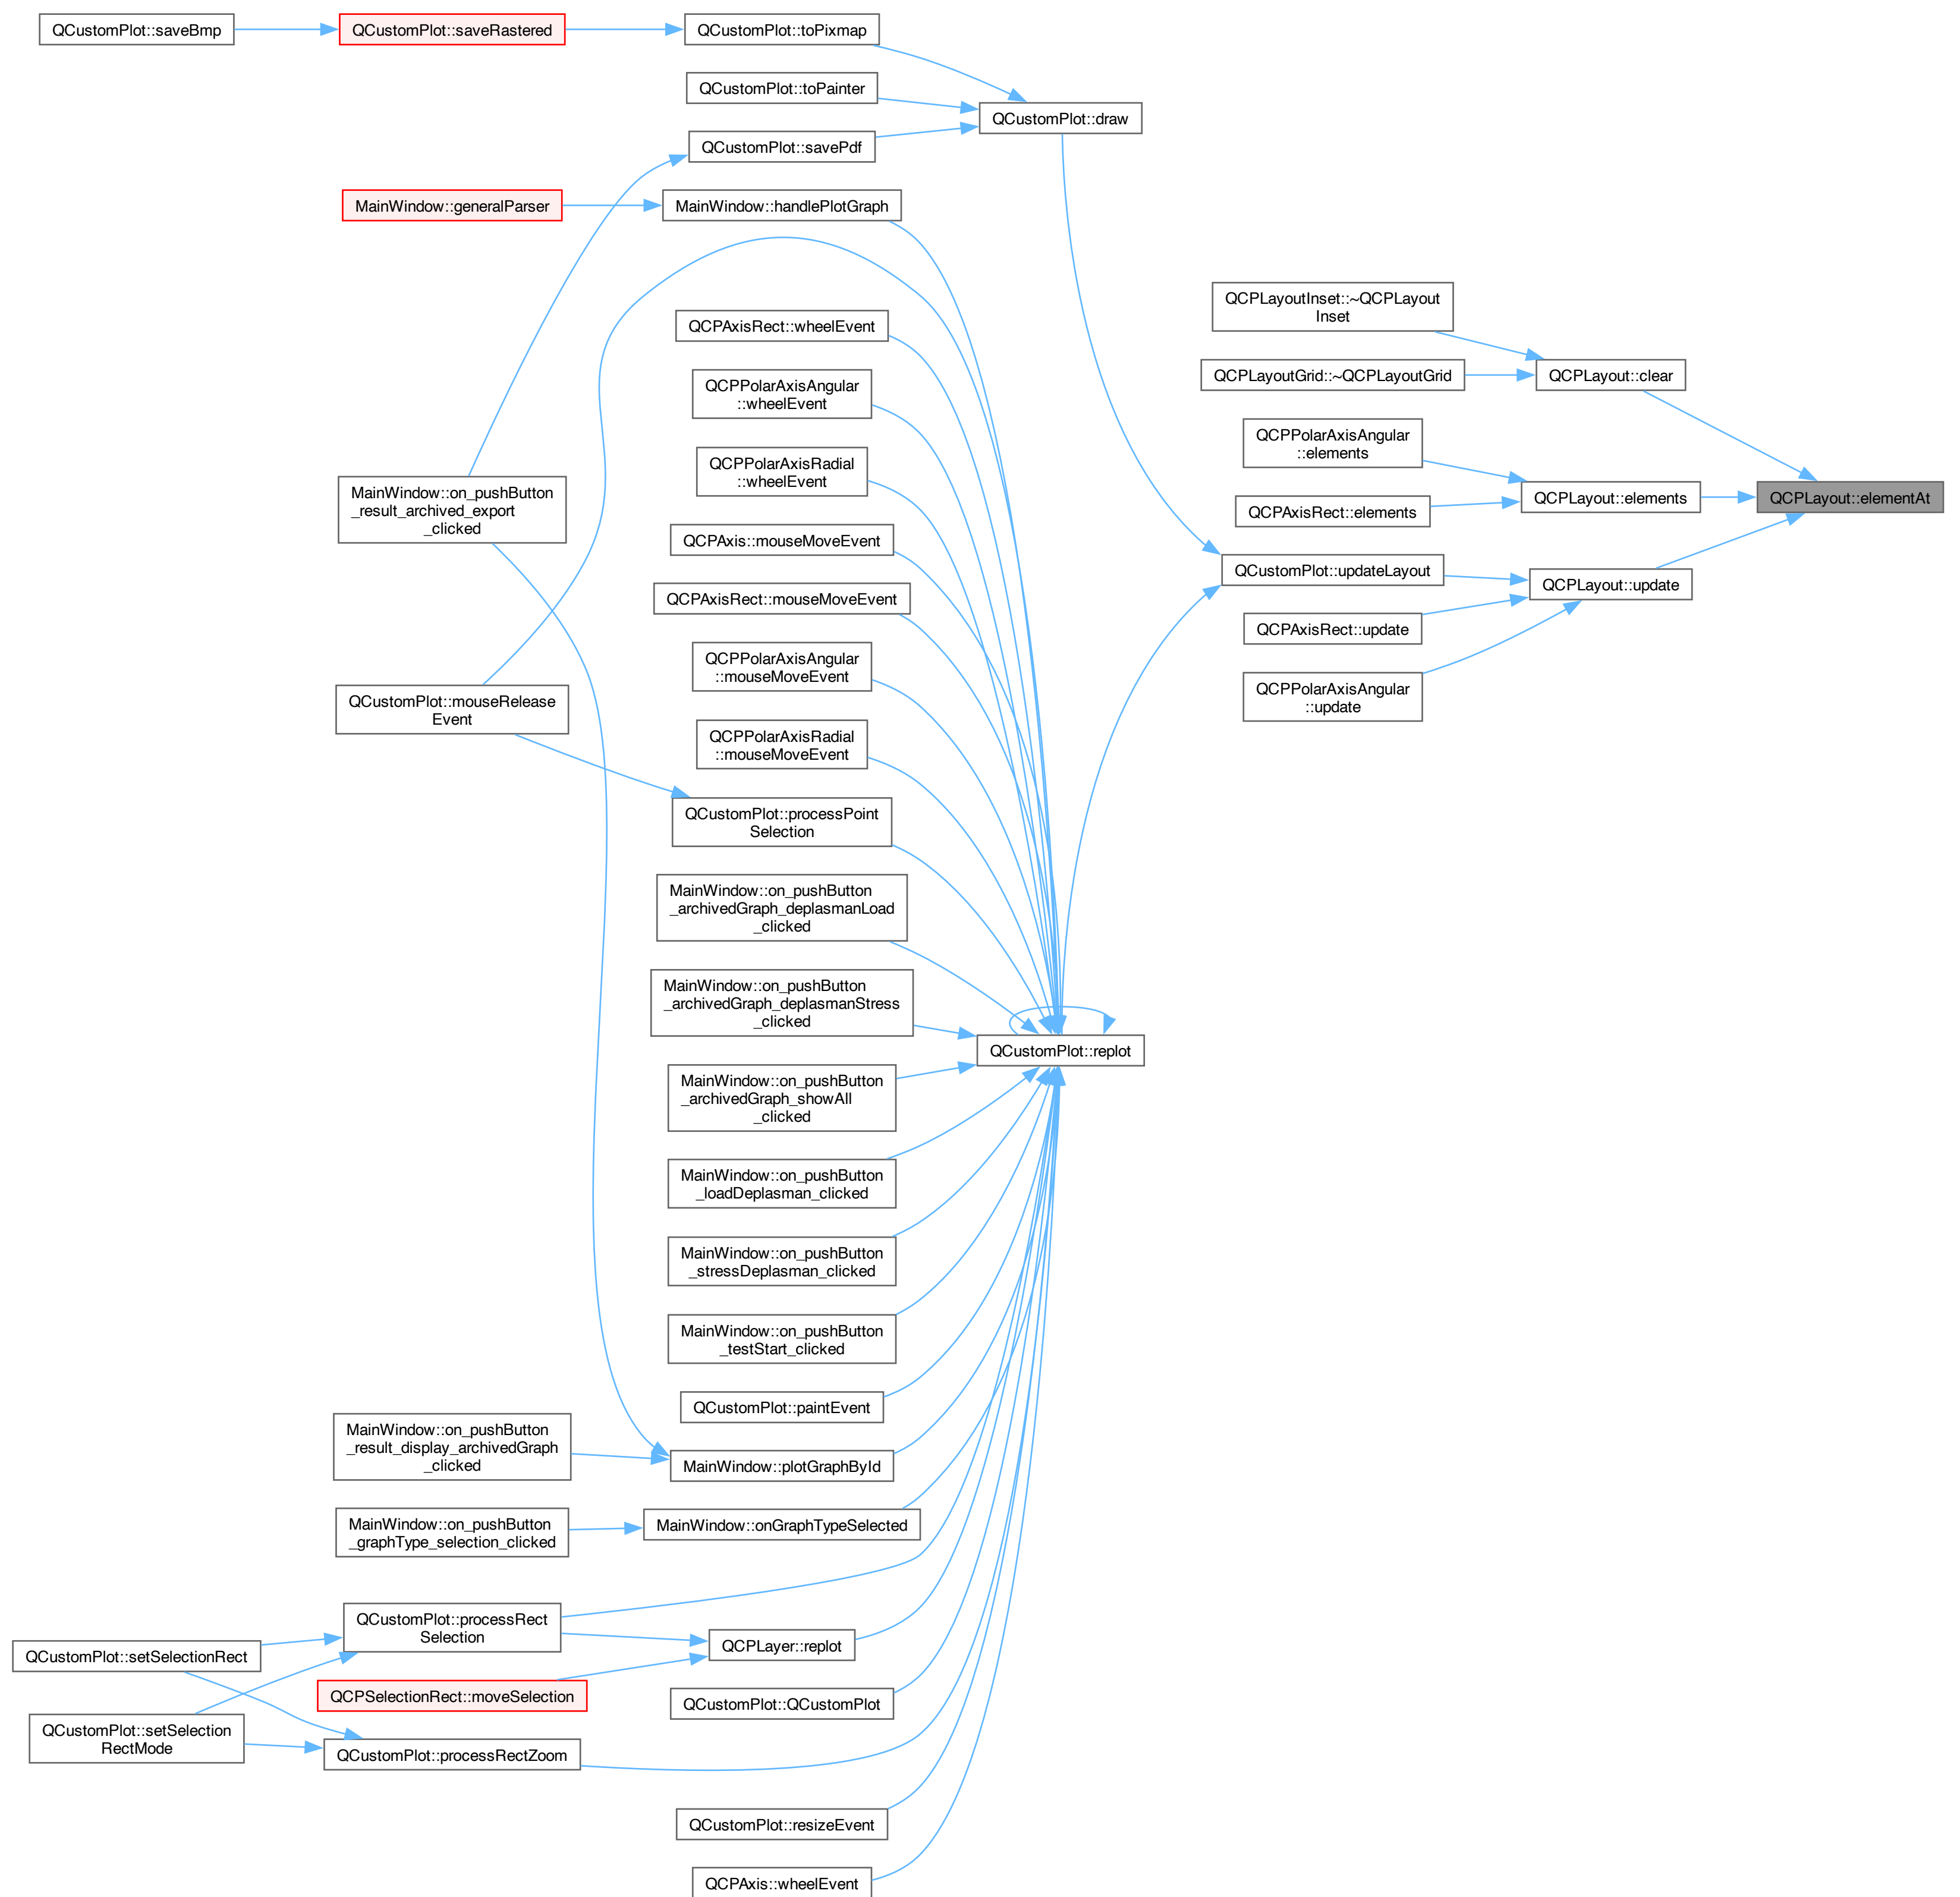 QCustomPlot::saveBmp
QCustomPlot::saveRastered
QCustomPlot::toPixmap
QCustomPlot::toPainter
QCustomPlot::draw
QCustomPlot::savePdf
MainWindow::generalParser
MainWindow::handlePlotGraph
QCPLayoutInset::~QCPLayout
Inset
QCPAxisRect::wheelEvent
QCPLayoutGrid::~QCPLayoutGrid
QCPLayout::clear
QCPPolarAxisAngular
::wheelEvent
QCPPolarAxisAngular
::elements
QCPPolarAxisRadial
::wheelEvent
QCPLayout::elements
QCPLayout::elementAt
QCPAxisRect::elements
MainWindow::on_pushButton
_result_archived_export
_clicked
QCPAxis::mouseMoveEvent
QCustomPlot::updateLayout
QCPLayout::update
QCPAxisRect::mouseMoveEvent
QCPAxisRect::update
QCPPolarAxisAngular
::mouseMoveEvent
QCPPolarAxisAngular
::update
QCustomPlot::mouseRelease
Event
QCPPolarAxisRadial
::mouseMoveEvent
QCustomPlot::processPoint
Selection
MainWindow::on_pushButton
_archivedGraph_deplasmanLoad
_clicked
MainWindow::on_pushButton
_archivedGraph_deplasmanStress
_clicked
QCustomPlot::replot
MainWindow::on_pushButton
_archivedGraph_showAll
_clicked
MainWindow::on_pushButton
_loadDeplasman_clicked
MainWindow::on_pushButton
_stressDeplasman_clicked
MainWindow::on_pushButton
_testStart_clicked
QCustomPlot::paintEvent
MainWindow::on_pushButton
_result_display_archivedGraph
_clicked
MainWindow::plotGraphById
MainWindow::on_pushButton
_graphType_selection_clicked
MainWindow::onGraphTypeSelected
QCustomPlot::processRect
Selection
QCustomPlot::setSelectionRect
QCPLayer::replot
QCPSelectionRect::moveSelection
QCustomPlot::QCustomPlot
QCustomPlot::setSelection
RectMode
QCustomPlot::processRectZoom
QCustomPlot::resizeEvent
QCPAxis::wheelEvent